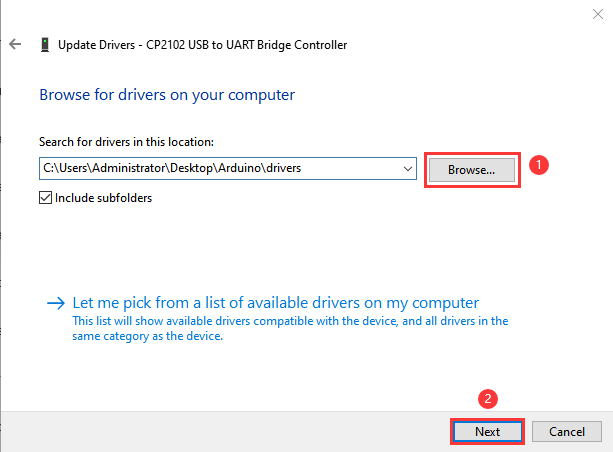 Update Drivers - CP2102 USB to UART Bridge Controller
Browse for drivers on your computer
Search for drivers in this location:
C:\Users\Administrator\Desktop\Arduino\drivers
Browse...
1
Include subfolders
Let me pick from a list of available drivers on my computer
This list will show available drivers compatible with the device, and all drivers in the
same category as the device.
2
Next
Cancel